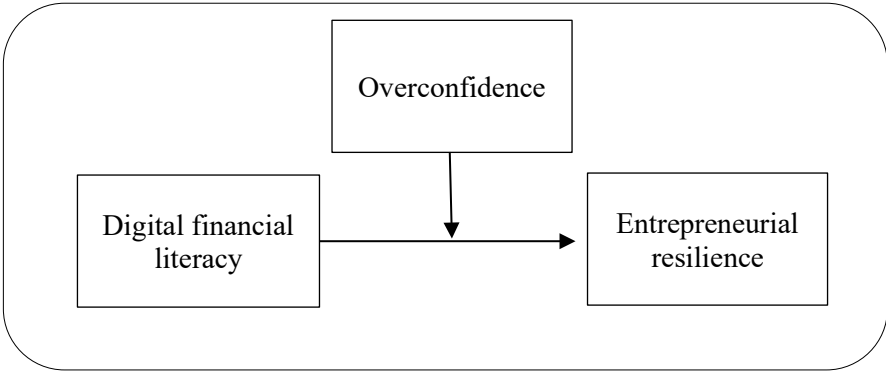 Overconfidence
Digital financial
literacy
Entrepreneurial
resilience